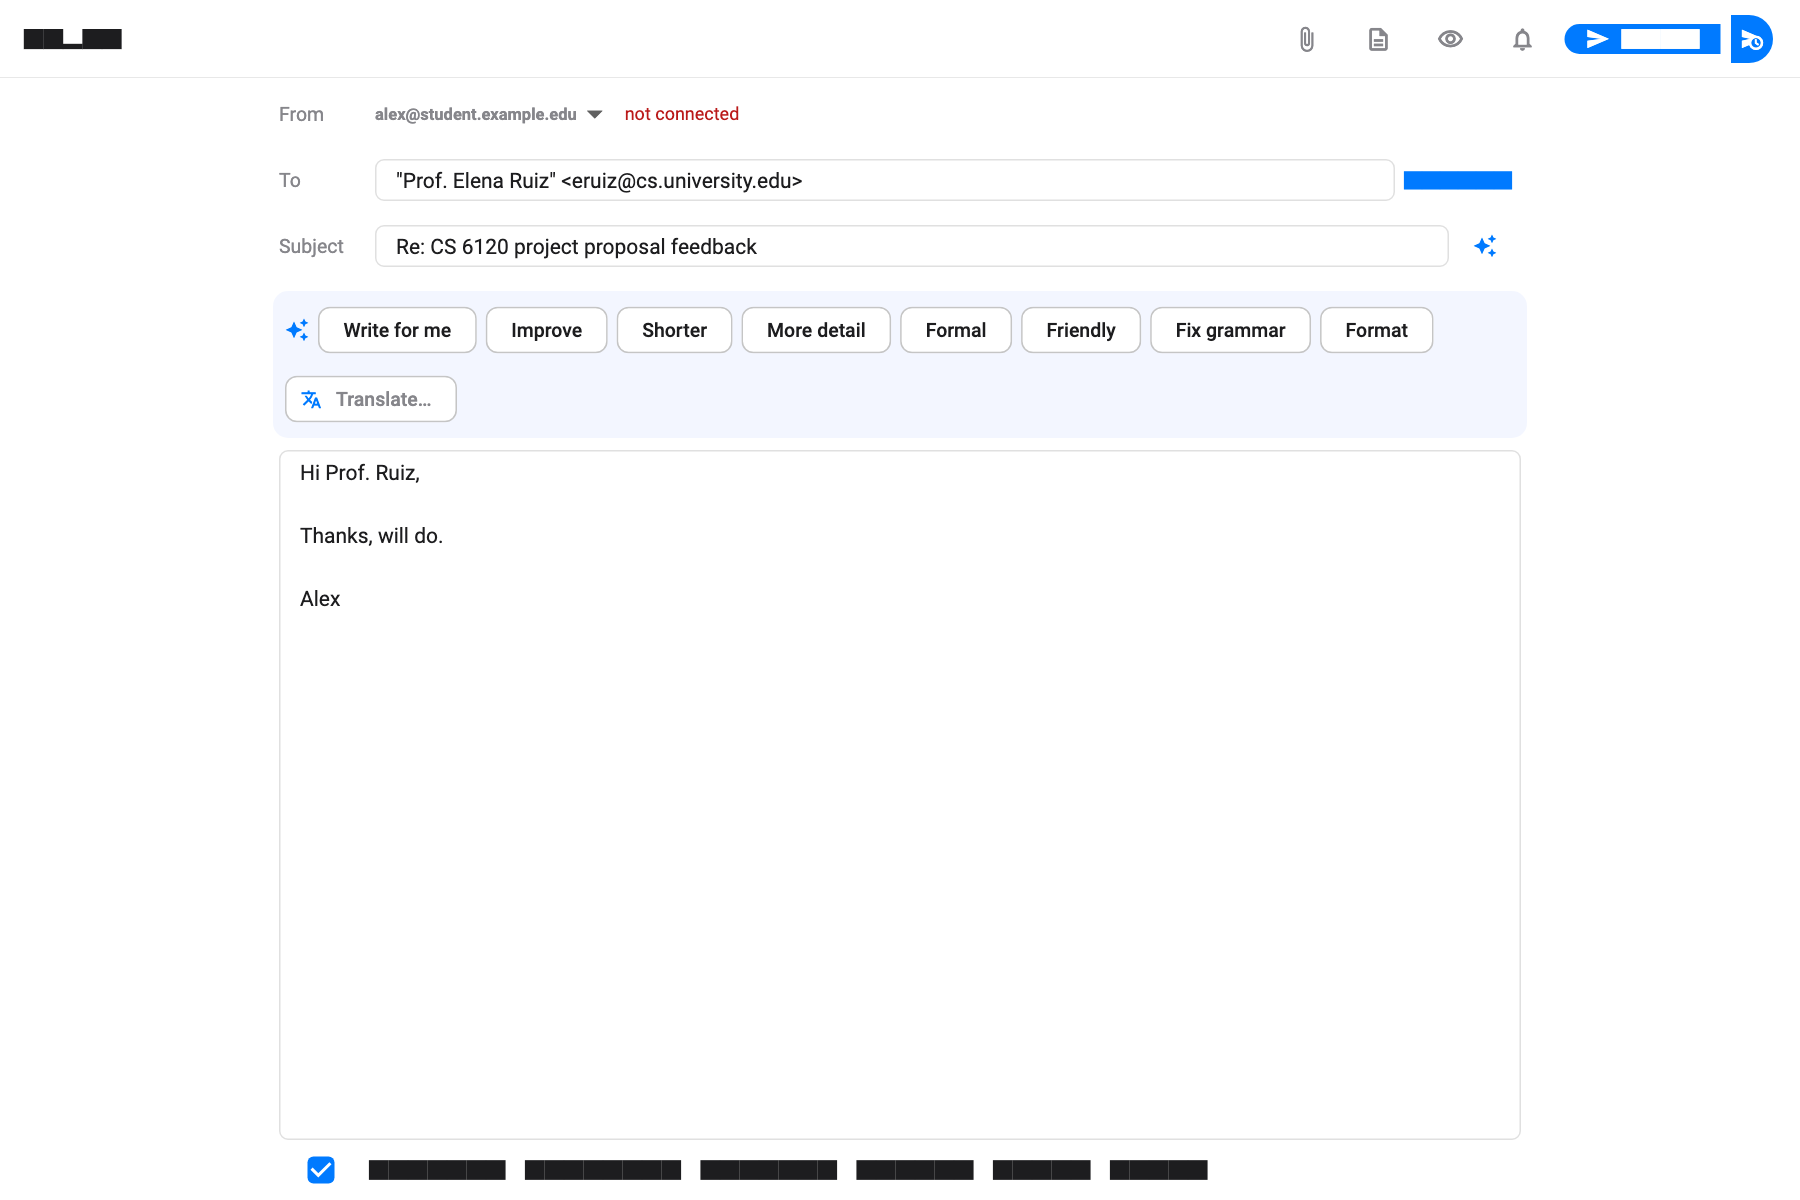 From alex@student.example.edu not connected
To "Prof. Elena Ruiz" <eruiz@cs.university.edu>
Subject Re: CS 6120 project proposal feedback
Write for me Improve Shorter More detail Formal Friendly Fix grammar Format
Translate...
Hi Prof. Ruiz,
Thanks, will do.
Alex